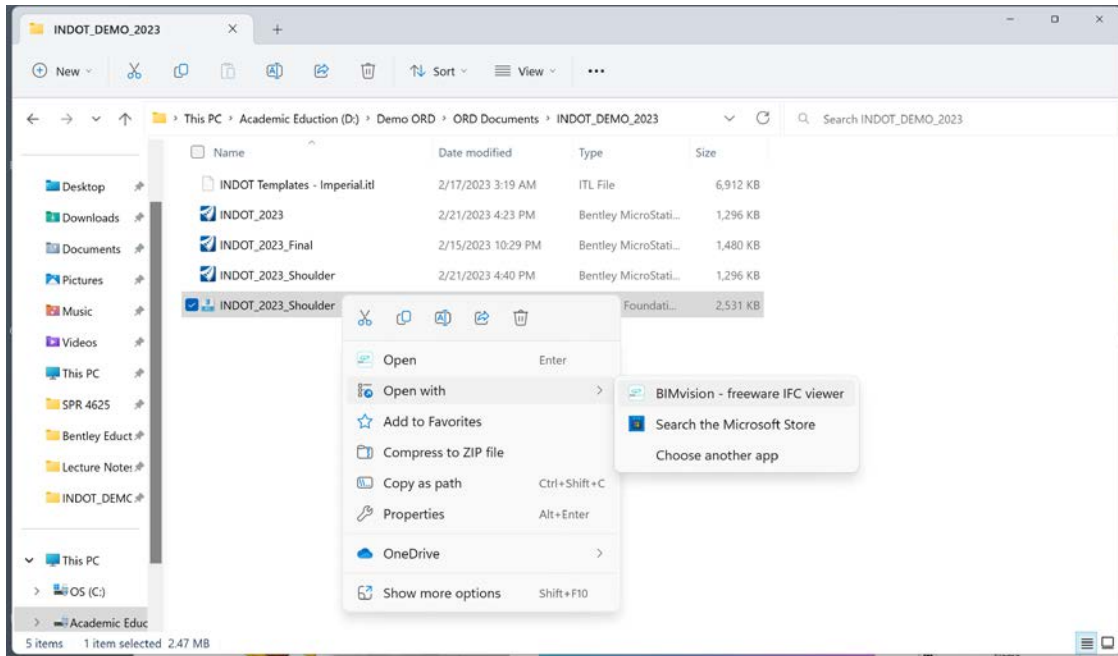 INDOT_DEMO_2023
New
Sort
View
This PC > Academic Eduction (D:) > Demo ORD > ORD Documents > INDOT_DEMO_2023
Search INDOT_DEMO_2023
Name Date modified Type Size
INDOT Templates - Imperial.itl 2/17/2023 3:19 AM ITL File 6,912 KB
INDOT_2023 2/21/2023 4:23 PM Bentley MicroStati... 1,296 KB
INDOT_2023_Final 2/15/2023 10:29 PM Bentley MicroStati... 1,480 KB
INDOT_2023_Shoulder 2/21/2023 4:40 PM Bentley MicroStati... 1,296 KB
INDOT_2023_Shoulder Foundati... 2,531 KB
Desktop
Downloads
Documents
Pictures
Music
Videos
This PC
SPR 4625
Bentley Educt
Lecture Notes
INDOT_DEMC
This PC
OS (C:)
Academic Educ
Open Enter
Open with
Add to Favorites
Compress to ZIP file
Copy as path Ctrl+Shift+C
Properties Alt+Enter
OneDrive
Show more options Shift+F10
BIMvision - freeware IFC viewer
Search the Microsoft Store
Choose another app
5 items 1 item selected 2.47 MB